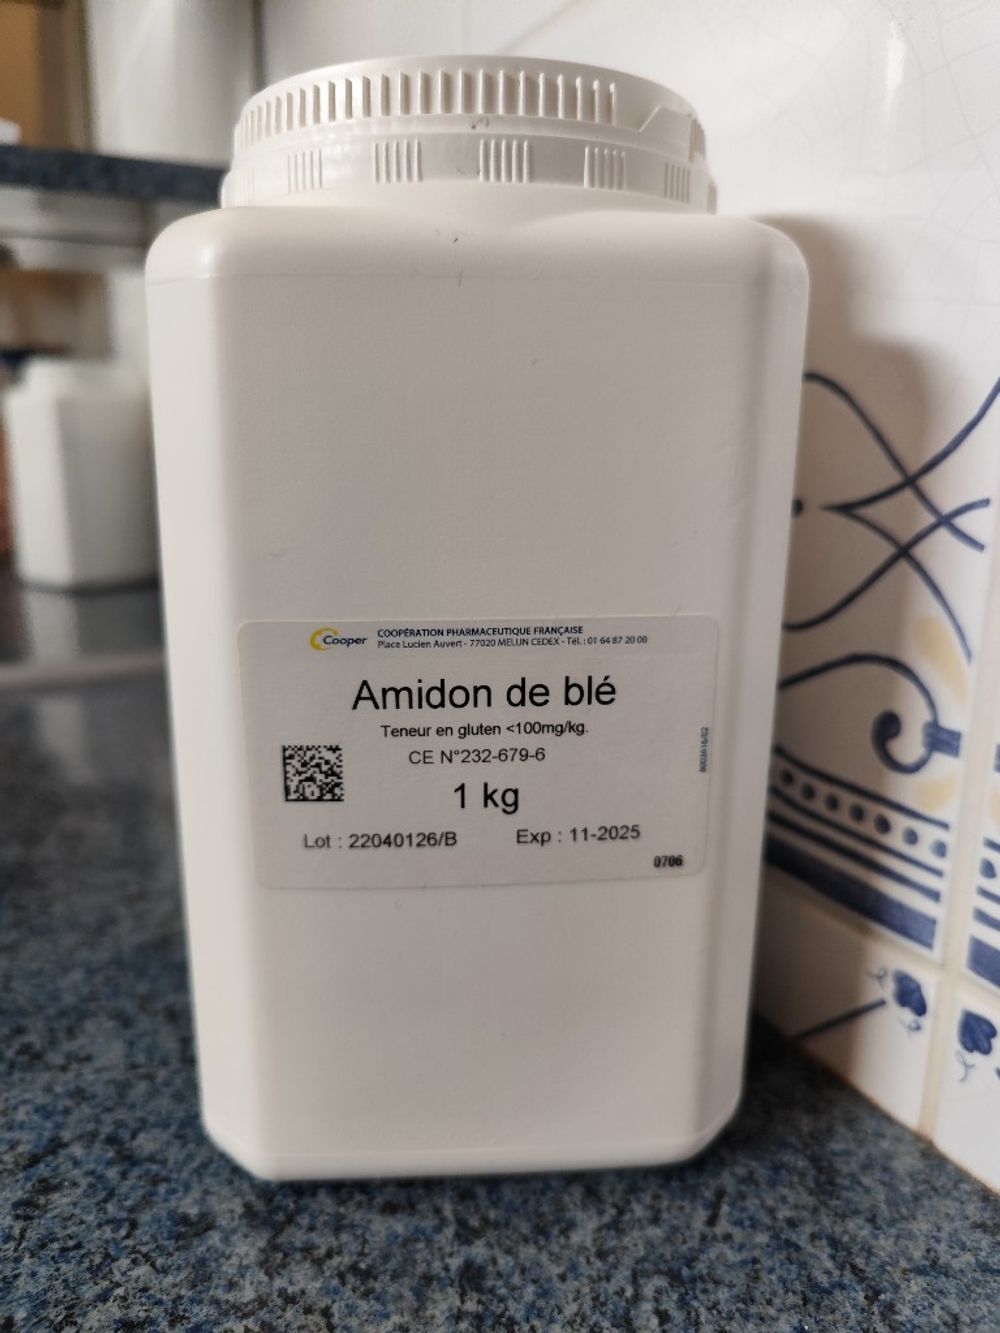 Cooper
COOPÉRATION PHARMACEUTIQUE FRANÇAISE
Place Lucien Auvert - 77020 MELUN CEDEX - Tél. : 01 64 87 20 00
Amidon de blé
Teneur en gluten <100mg/kg.
CE N°232-679-6
1 kg
Lot : 22040126/B
Exp : 11-2025
0706